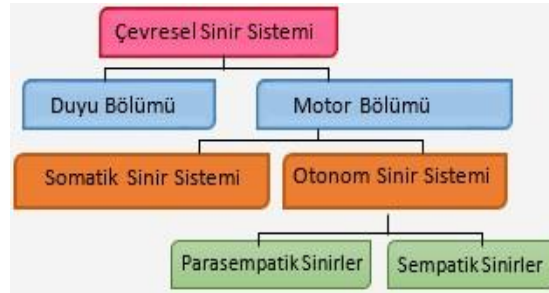 Çevresel Sinir Sistemi
Duyu Bölümü
Motor Bölümü
Somatik Sinir Sistemi
Otonom Sinir Sistemi
Parasempatik Sinirler
Sempatik Sinirler